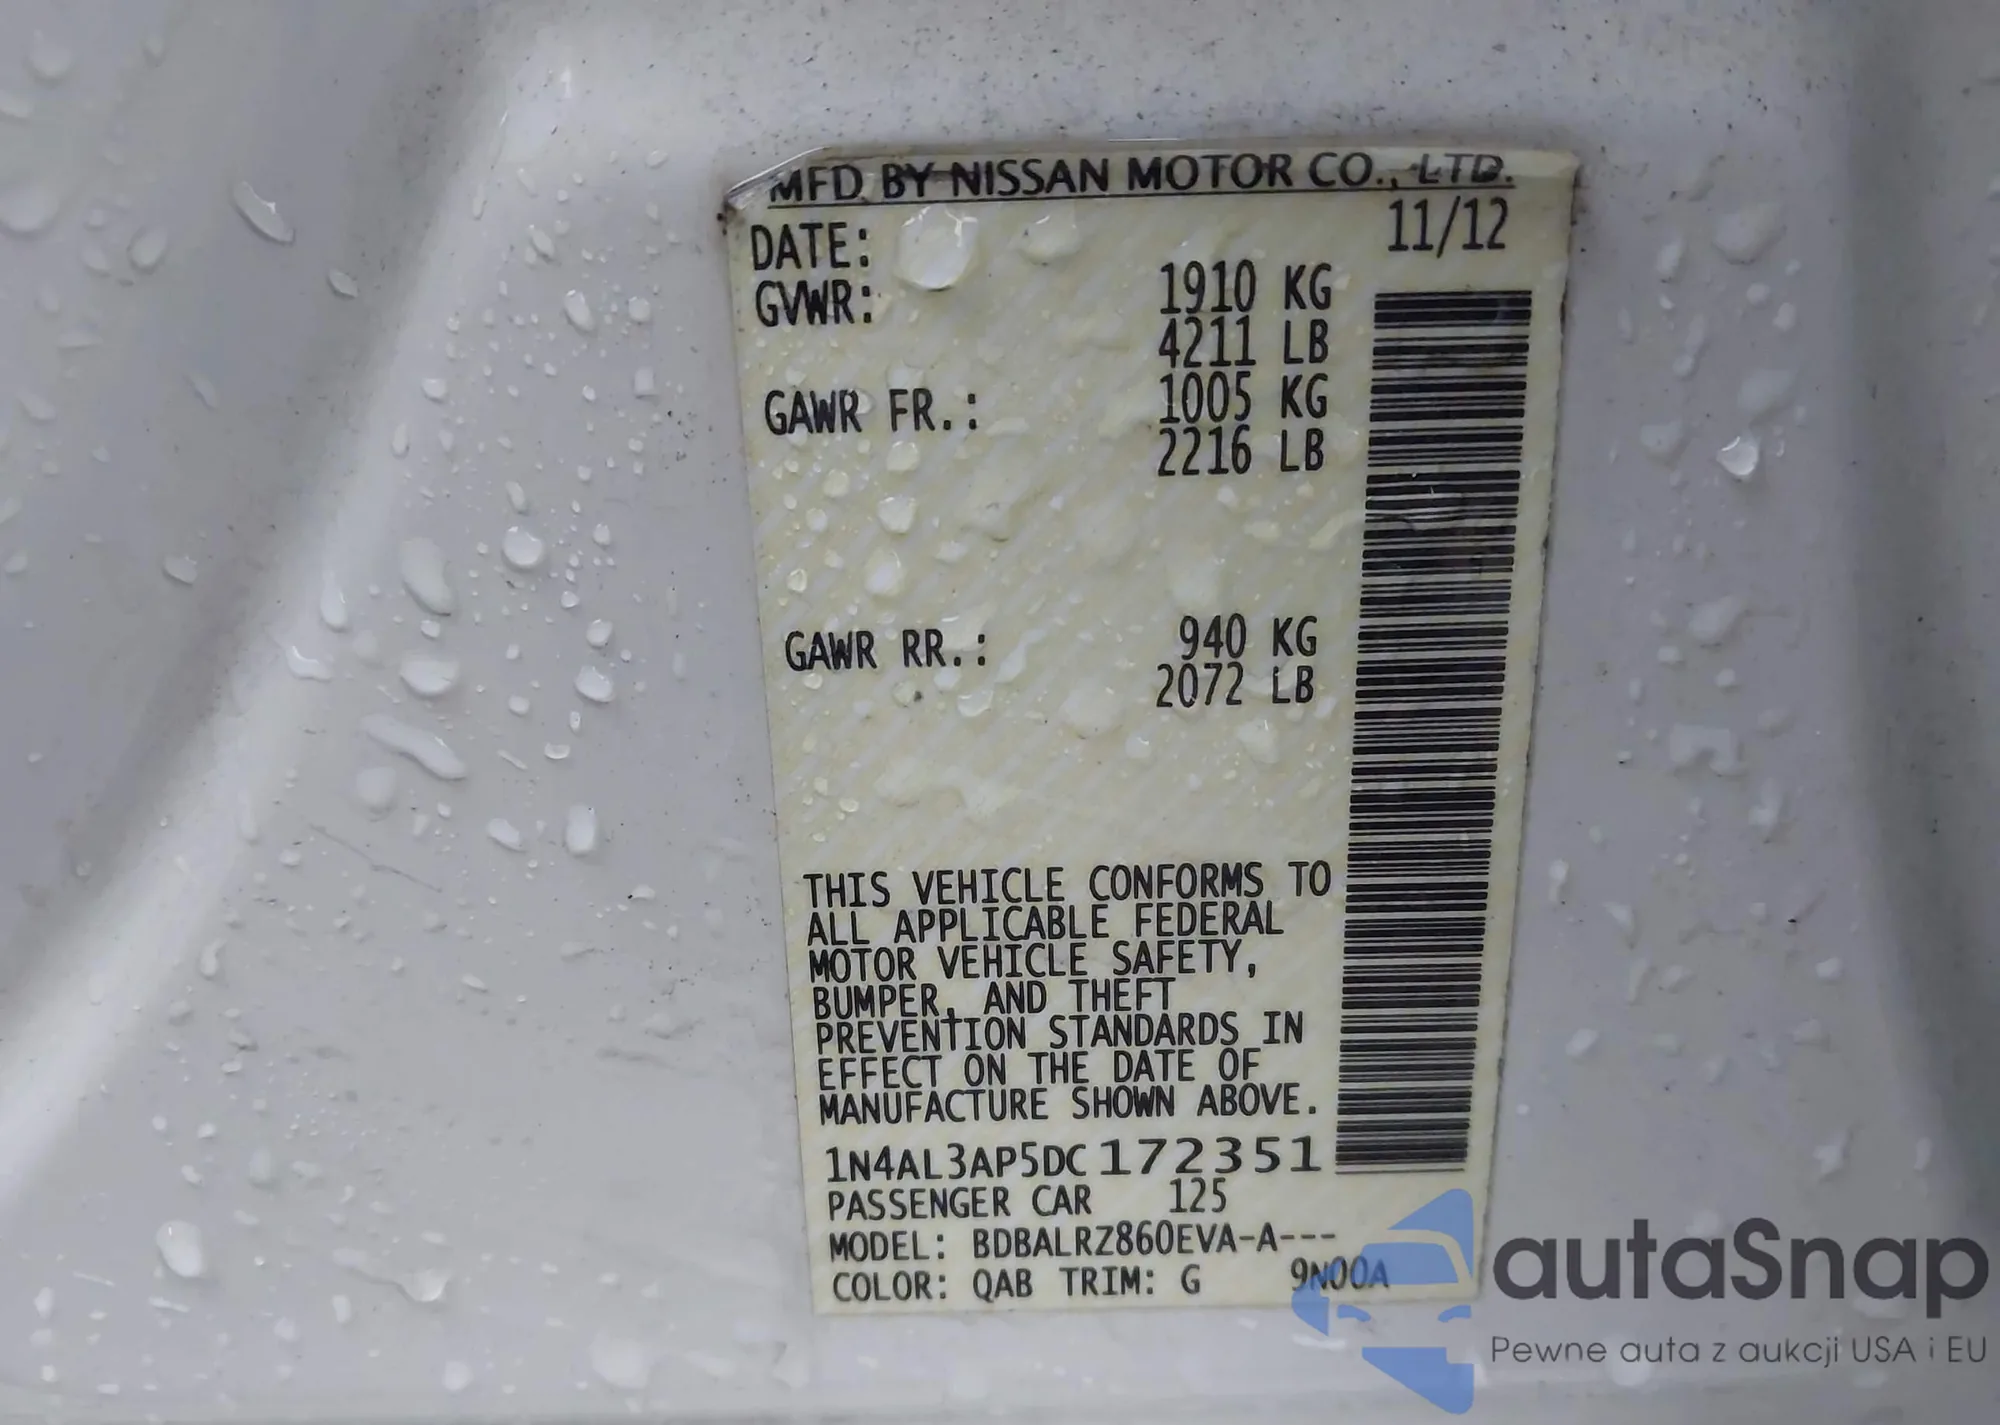 MFD. BY NISSAN MOTOR CO., LTD.
DATE: 11/12
GVWR: 1910 KG
4211 LB
GAWR FR.: 1005 KG
2216 LB
GAWR RR.: 940 KG
2072 LB
THIS VEHICLE CONFORMS TO
ALL APPLICABLE FEDERAL
MOTOR VEHICLE SAFETY,
BUMPER, AND THEFT
PREVENTION STANDARDS IN
EFFECT ON THE DATE OF
MANUFACTURE SHOWN ABOVE.
1N4AL3AP5DC172351
PASSENGER CAR 125
MODEL: BDBALRZ860EVA-A---
COLOR: QAB TRIM: G 9N00A
autaSnap
Pewne auta z aukcji USA i EU